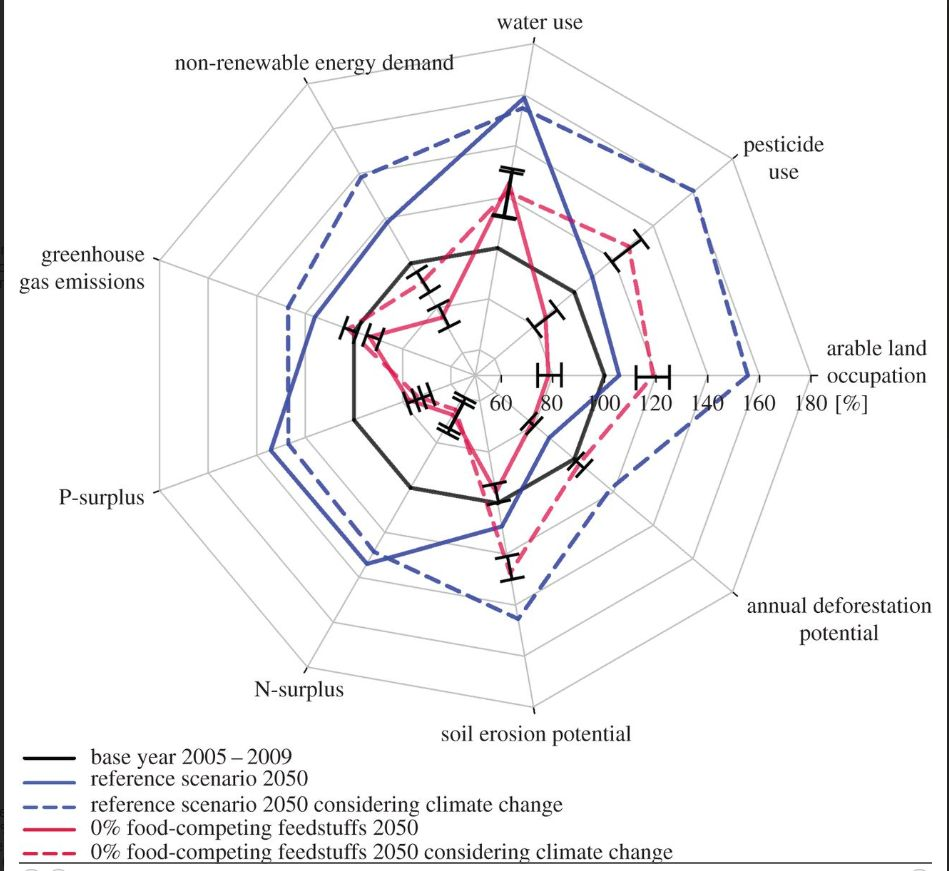 water use
non-renewable energy demand
pesticide
use
greenhouse
gas emissions
arable land
occupation
60 80 100 120 140 160 180 [%]
P-surplus
annual deforestation
potential
N-surplus
soil erosion potential
base year 2005 – 2009
reference scenario 2050
reference scenario 2050 considering climate change
0% food-competing feedstuffs 2050
0% food-competing feedstuffs 2050 considering climate change